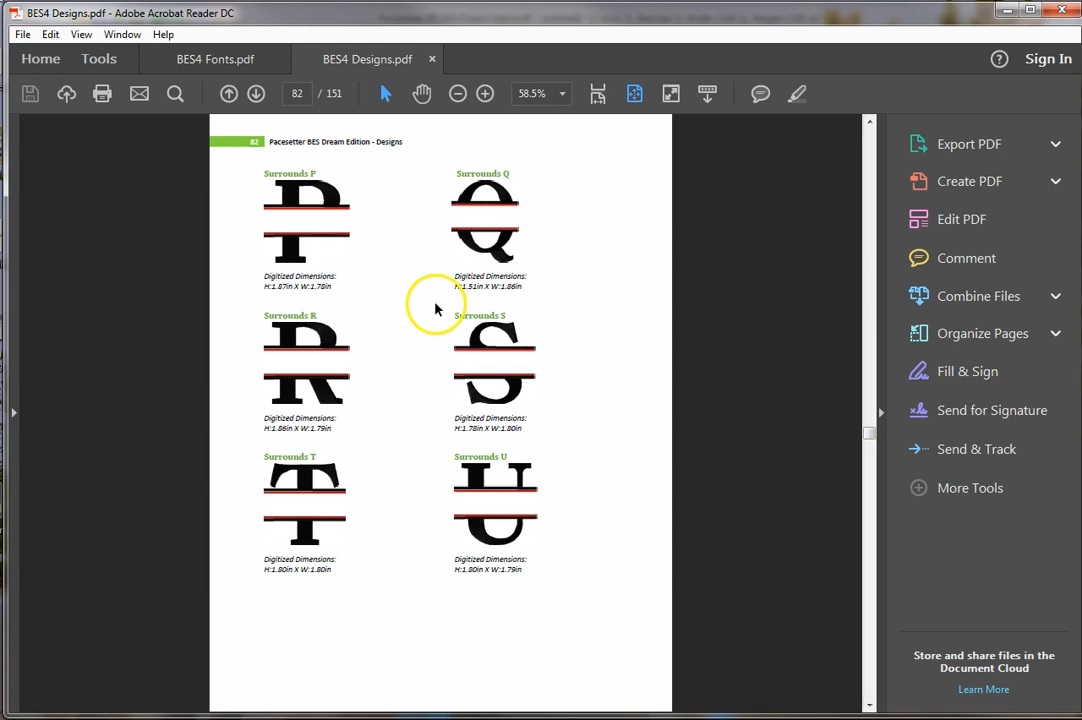 BES4 Designs.pdf - Adobe Acrobat Reader DC
File Edit View Window Help
Home Tools BES4 Fonts.pdf BES4 Designs.pdf × ? Sign In
82 / 151 58.5%
82 Pacesetter BES Dream Edition - Designs
Surrounds P Surrounds Q
P Q
Digitized Dimensions: Digitized Dimensions:
H:1.87in X W:1.78in H:1.51in X W:1.86in
Surrounds R Surrounds S
R S
Digitized Dimensions: Digitized Dimensions:
H:1.86in X W:1.79in H:1.78in X W:1.80in
Surrounds T Surrounds U
T U
Digitized Dimensions: Digitized Dimensions:
H:1.80in X W:1.80in H:1.80in X W:1.79in
Export PDF
Create PDF
Edit PDF
Comment
Combine Files
Organize Pages
Fill & Sign
Send for Signature
Send & Track
More Tools
Store and share files in the
Document Cloud
Learn More